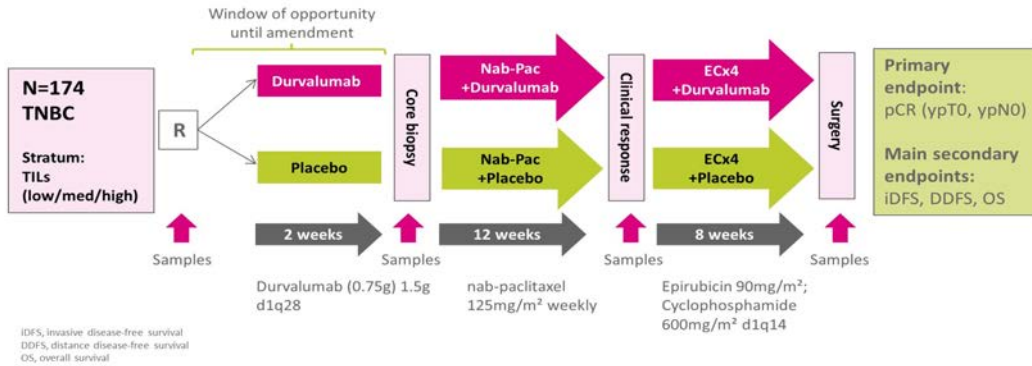 Window of opportunity
until amendment
N=174
TNBC
Stratum:
TILs
(low/med/high)
R
Durvalumab
Placebo
Core biopsy
Nab-Pac
+Durvalumab
Nab-Pac
+Placebo
Clinical response
ECx4
+Durvalumab
ECx4
+Placebo
Surgery
Primary
endpoint:
pCR (ypT0, ypN0)
Main secondary
endpoints:
iDFS, DDFS, OS
2 weeks
12 weeks
8 weeks
Samples
Samples
Samples
Samples
Durvalumab (0.75g) 1.5g
d1q28
nab-paclitaxel
125mg/m² weekly
Epirubicin 90mg/m²;
Cyclophosphamide
600mg/m² d1q14
iDFS, invasive disease-free survival
DDFS, distance disease-free survival
OS, overall survival